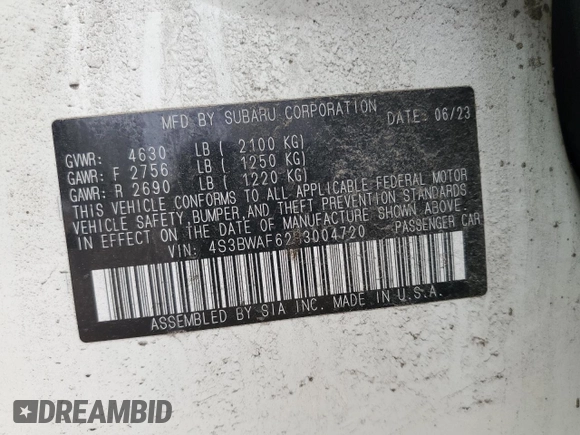 MFD BY SUBARU CORPORATION DATE: 06/23
GVWR: 4630 LB ( 2100 KG)
GAWR: F 2756 LB ( 1250 KG)
GAWR: R 2690 LB ( 1220 KG)
THIS VEHICLE CONFORMS TO ALL APPLICABLE FEDERAL MOTOR
VEHICLE SAFETY, BUMPER, AND THEFT PREVENTION STANDARDS
IN EFFECT ON THE DATE OF MANUFACTURE SHOWN ABOVE.
VIN: PASSENGER CAR
ASSEMBLED BY SIA INC. MADE IN U.S.A.
DREAMBID